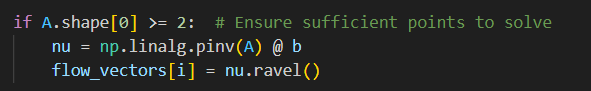 if A.shape[0] >= 2:  # Ensure sufficient points to solve
    nu = np.linalg.pinv(A) @ b
    flow_vectors[i] = nu.ravel()